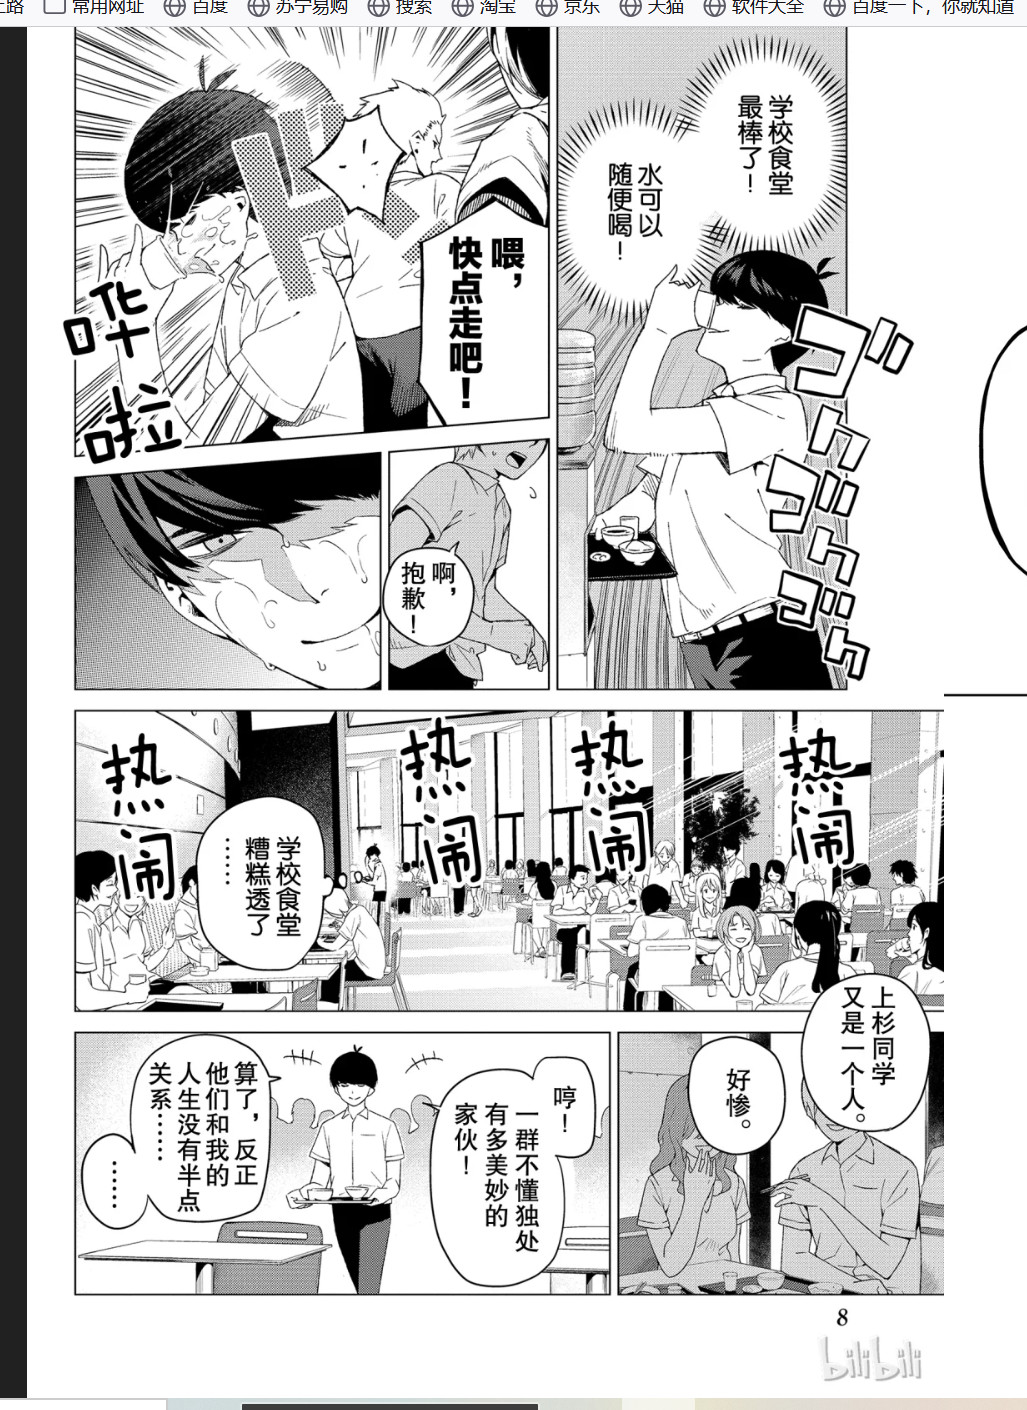 常用网址
百度
苏宁易购
搜索
淘宝
京东
天猫
软件大全
百度一下，你就知道
学校食堂
最棒了！
水可以
随便喝！
ゴクゴクゴク
喂，
快点走吧！
哗啦
啊，
抱歉！
热闹
热闹
热闹
热闹
学校食堂
糟糕透了
……
上杉同学
又是一个人。
好惨。
哼！
一群不懂独处
有多美妙的
家伙！
算了，反正
他们和我的
人生没有半点
关系……
……
8
bilibili